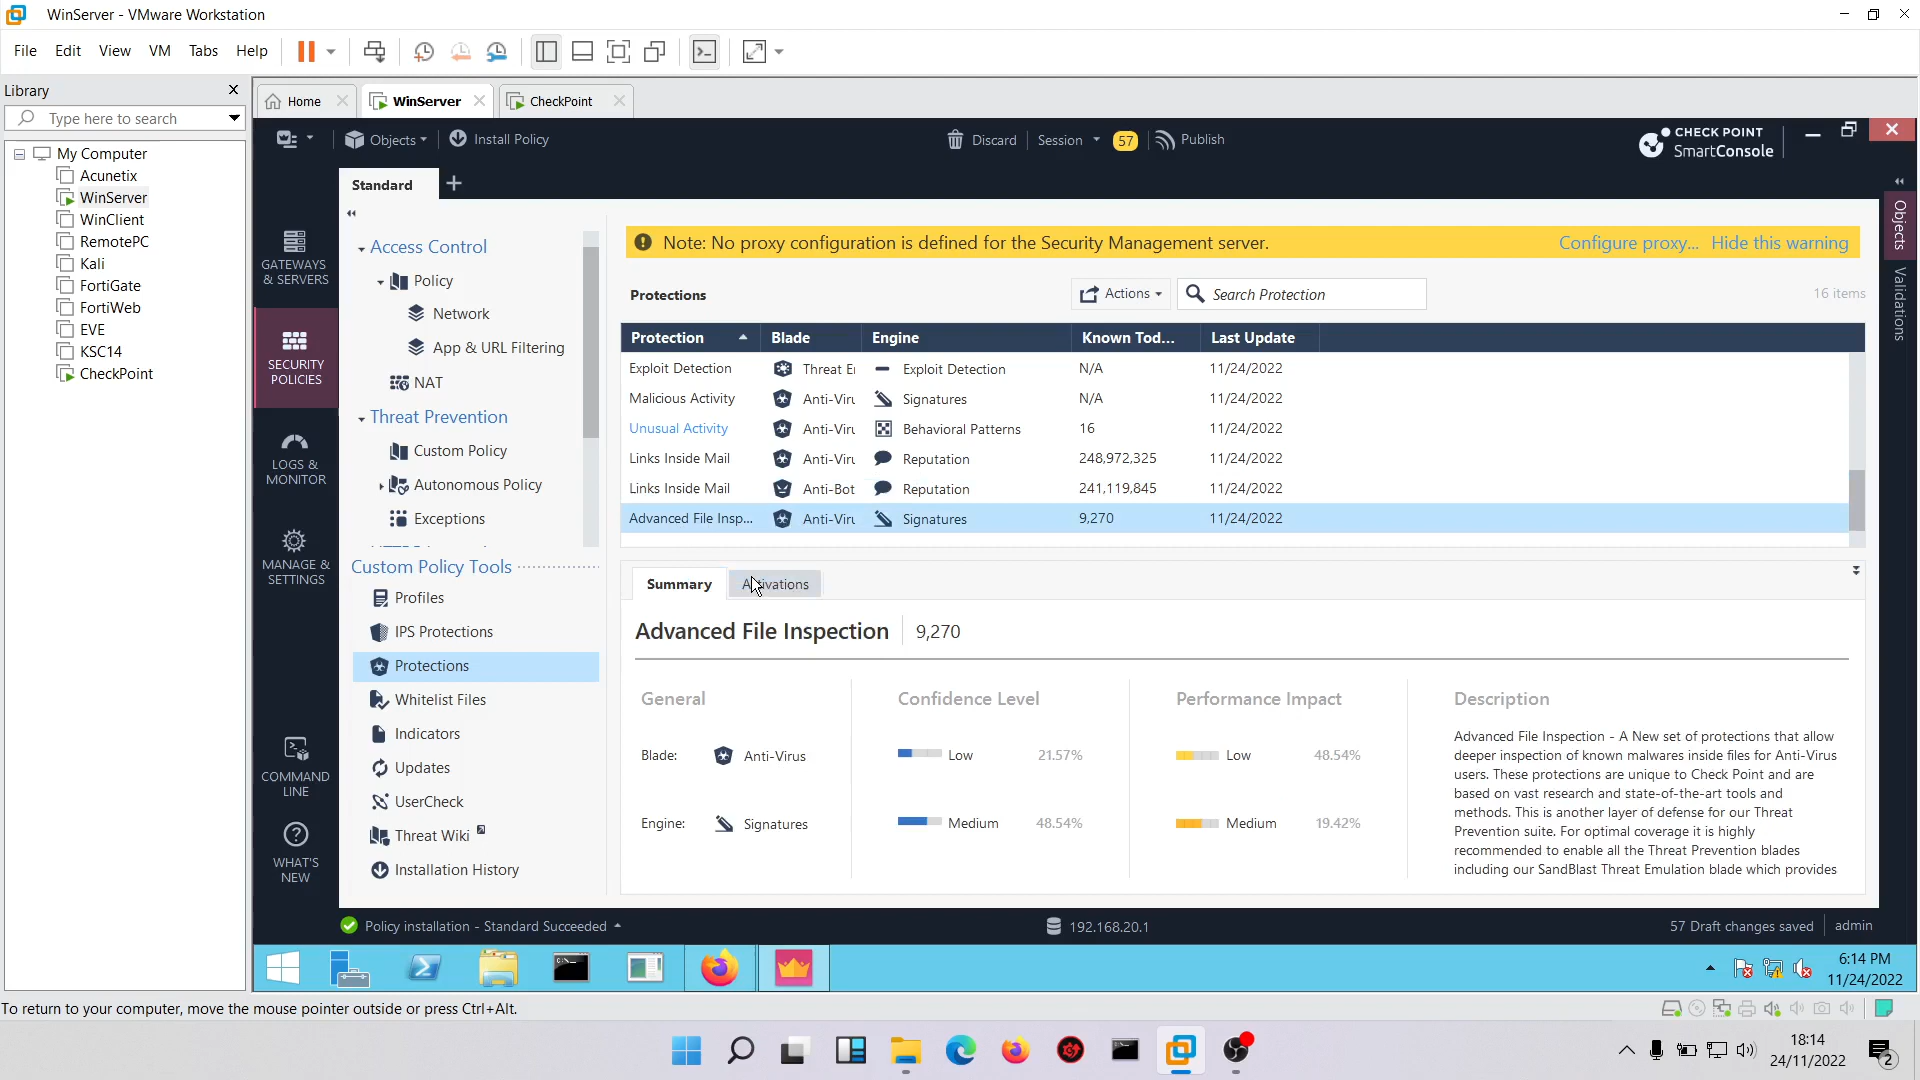 WinServer - VMware Workstation
File Edit View VM Tabs Help
Library
Type here to search
My Computer
Acunetix
WinServer
WinClient
RemotePC
Kali
FortiGate
FortiWeb
EVE
KSC14
CheckPoint
Home
WinServer
CheckPoint
Objects
Install Policy
Discard
Session
57
Publish
CHECK POINT
SmartConsole
Standard
GATEWAYS
& SERVERS
SECURITY
POLICIES
LOGS &
MONITOR
MANAGE &
SETTINGS
COMMAND
LINE
WHAT'S
NEW
Access Control
Policy
Network
App & URL Filtering
NAT
Threat Prevention
Custom Policy
Autonomous Policy
Exceptions
Custom Policy Tools
Profiles
IPS Protections
Protections
Whitelist Files
Indicators
Updates
UserCheck
Threat Wiki
Installation History
Note: No proxy configuration is defined for the Security Management server.
Configure proxy... Hide this warning
Protections
Actions
Search Protection
16 items
Protection Blade Engine Known Tod... Last Update
Exploit Detection Threat Er Exploit Detection N/A 11/24/2022
Malicious Activity Anti-Viru Signatures N/A 11/24/2022
Unusual Activity Anti-Viru Behavioral Patterns 16 11/24/2022
Links Inside Mail Anti-Viru Reputation 248,972,325 11/24/2022
Links Inside Mail Anti-Bot Reputation 241,119,845 11/24/2022
Advanced File Insp... Anti-Viru Signatures 9,270 11/24/2022
Summary
Activations
Advanced File Inspection 9,270
General
Blade: Anti-Virus
Engine: Signatures
Confidence Level
Low 21.57%
Medium 48.54%
Performance Impact
Low 48.54%
Medium 19.42%
Description
Advanced File Inspection - A New set of protections that allow
deeper inspection of known malwares inside files for Anti-Virus
users. These protections are unique to Check Point and are
based on vast research and state-of-the-art tools and
methods. This is another layer of defense for our Threat
Prevention suite. For optimal coverage it is highly
recommended to enable all the Threat Prevention blades
including our SandBlast Threat Emulation blade which provides
Objects
Validations
Policy installation - Standard Succeeded
192.168.20.1
57 Draft changes saved
admin
6:14 PM
11/24/2022
To return to your computer, move the mouse pointer outside or press Ctrl+Alt.
18:14
24/11/2022
2